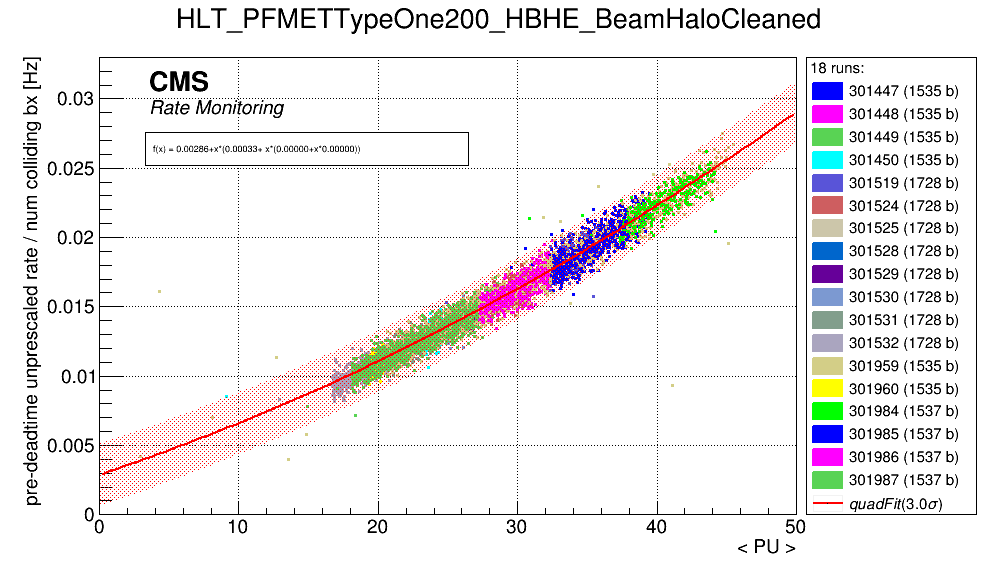 HLT_PFMETTypeOne200_HBHE_BeamHaloCleaned
pre-deadtime unprescaled rate / num colliding bx [Hz]
CMS
Rate Monitoring
f(x) = 0.00286+x*(0.00033+ x*(0.00000+x*0.00000))
0.03
0.025
0.02
0.015
0.01
0.005
0
0 10 20 30 40 50
< PU >
18 runs:
301447 (1535 b)
301448 (1535 b)
301449 (1535 b)
301450 (1535 b)
301519 (1728 b)
301524 (1728 b)
301525 (1728 b)
301528 (1728 b)
301529 (1728 b)
301530 (1728 b)
301531 (1728 b)
301532 (1728 b)
301959 (1535 b)
301960 (1535 b)
301984 (1537 b)
301985 (1537 b)
301986 (1537 b)
301987 (1537 b)
quadFit(3.0σ)